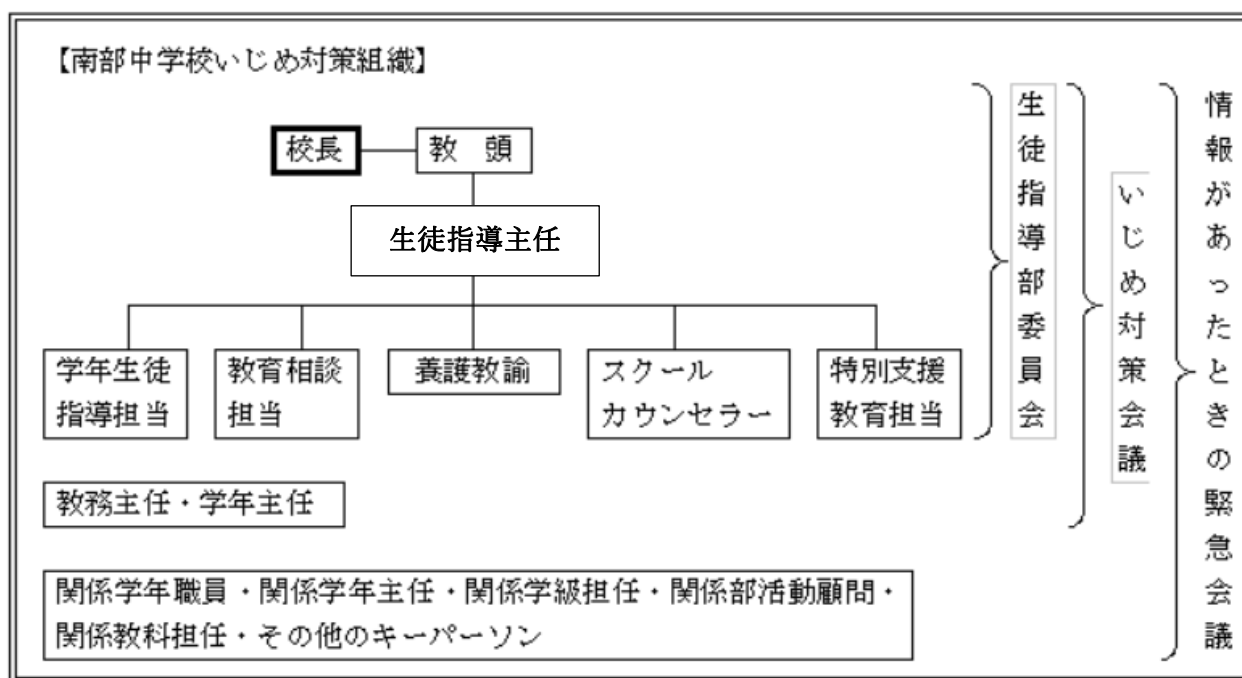 【南部中学校いじめ対策組織】
校長
教　頭
生徒指導主任
学年生徒
指導担当
教育相談
担当
養護教諭
スクール
カウンセラー
特別支援
教育担当
教務主任・学年主任
関係学年職員・関係学年主任・関係学級担任・関係部活動顧問・
関係教科担任・その他のキーパーソン
生徒指導部委員会
いじめ対策会議
情報があったときの緊急会議